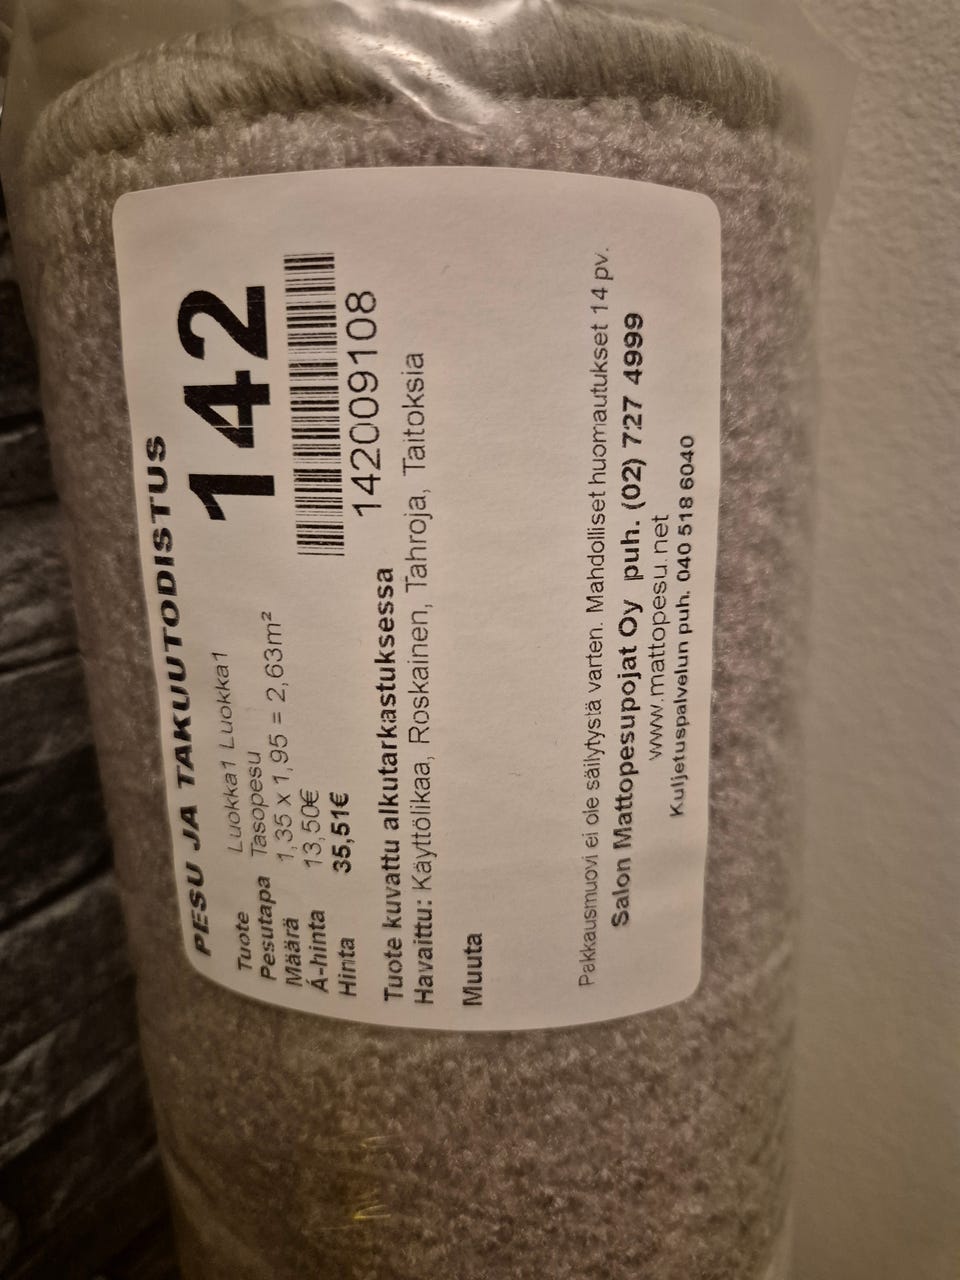 PESU JA TAKUUTODISTUS
142
Tuote Luokka1 Luokka1
Pesutapa Tasopesu
Määrä 1,35 x 1,95 = 2,63m²
Á-hinta 13,50€
Hinta 35,51€
142009108
Tuote kuvattu alkutarkastuksessa
Havaittu: Käyttölikaa, Roskainen, Tahroja, Taitoksia
Muuta
Pakkausmuovi ei ole säilytystä varten. Mahdolliset huomautukset 14 pv.
Salon Mattopesupojat Oy puh. (02) 727 4999
www.mattopesu.net
Kuljetuspalvelun puh. 040 518 6040